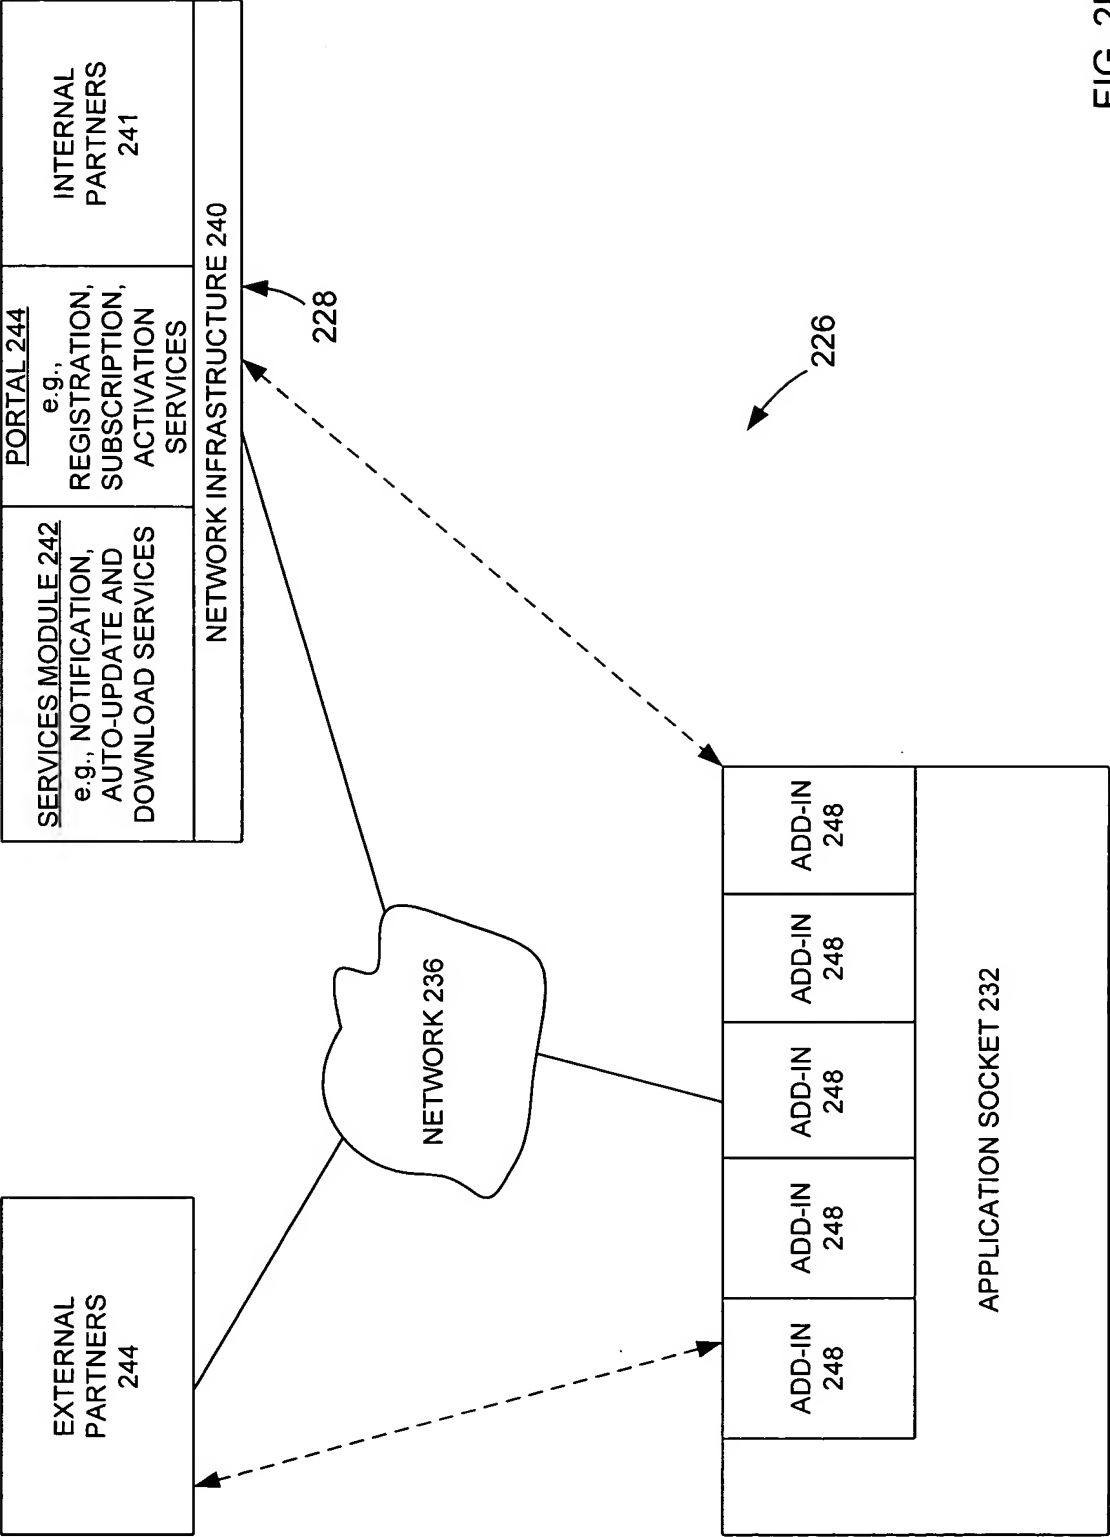 EXTERNAL
PARTNERS
244
SERVICES MODULE 242
e.g., NOTIFICATION,
AUTO-UPDATE AND
DOWNLOAD SERVICES
PORTAL 244
e.g.,
REGISTRATION,
SUBSCRIPTION,
ACTIVATION
SERVICES
INTERNAL
PARTNERS
241
NETWORK INFRASTRUCTURE 240
228
NETWORK 236
226
ADD-IN
248
ADD-IN
248
ADD-IN
248
ADD-IN
248
ADD-IN
248
APPLICATION SOCKET 232
FIG.